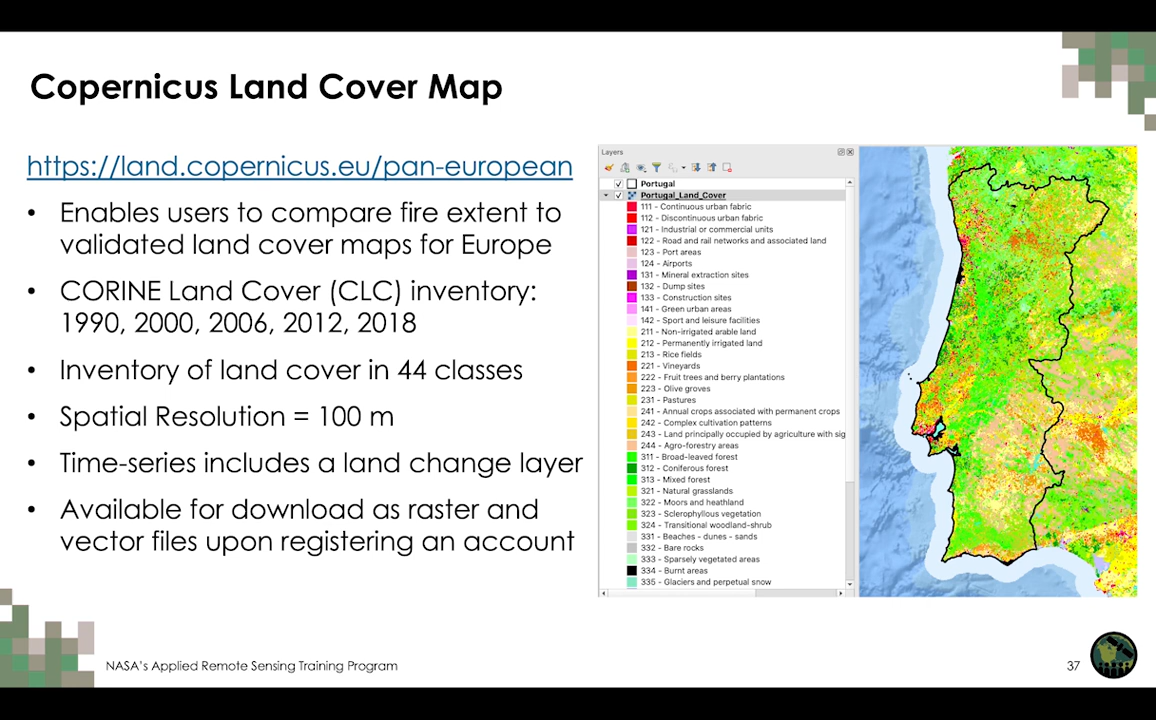 Copernicus Land Cover Map
https://land.copernicus.eu/pan-european
• Enables users to compare fire extent to
validated land cover maps for Europe
• CORINE Land Cover (CLC) inventory:
1990, 2000, 2006, 2012, 2018
• Inventory of land cover in 44 classes
• Spatial Resolution = 100 m
• Time-series includes a land change layer
• Available for download as raster and
vector files upon registering an account
Layers
Portugal
Portugal_Land_Cover
111 - Continuous urban fabric
112 - Discontinuous urban fabric
121 - Industrial or commercial units
122 - Road and rail networks and associated land
123 - Port areas
124 - Airports
131 - Mineral extraction sites
132 - Dump sites
133 - Construction sites
141 - Green urban areas
142 - Sport and leisure facilities
211 - Non-irrigated arable land
212 - Permanently irrigated land
213 - Rice fields
221 - Vineyards
222 - Fruit trees and berry plantations
223 - Olive groves
231 - Pastures
241 - Annual crops associated with permanent crops
242 - Complex cultivation patterns
243 - Land principally occupied by agriculture with sig
244 - Agro-forestry areas
311 - Broad-leaved forest
312 - Coniferous forest
313 - Mixed forest
321 - Natural grasslands
322 - Moors and heathland
323 - Sclerophyllous vegetation
324 - Transitional woodland-shrub
331 - Beaches - dunes - sands
332 - Bare rocks
333 - Sparsely vegetated areas
334 - Burnt areas
335 - Glaciers and perpetual snow
NASA's Applied Remote Sensing Training Program
37